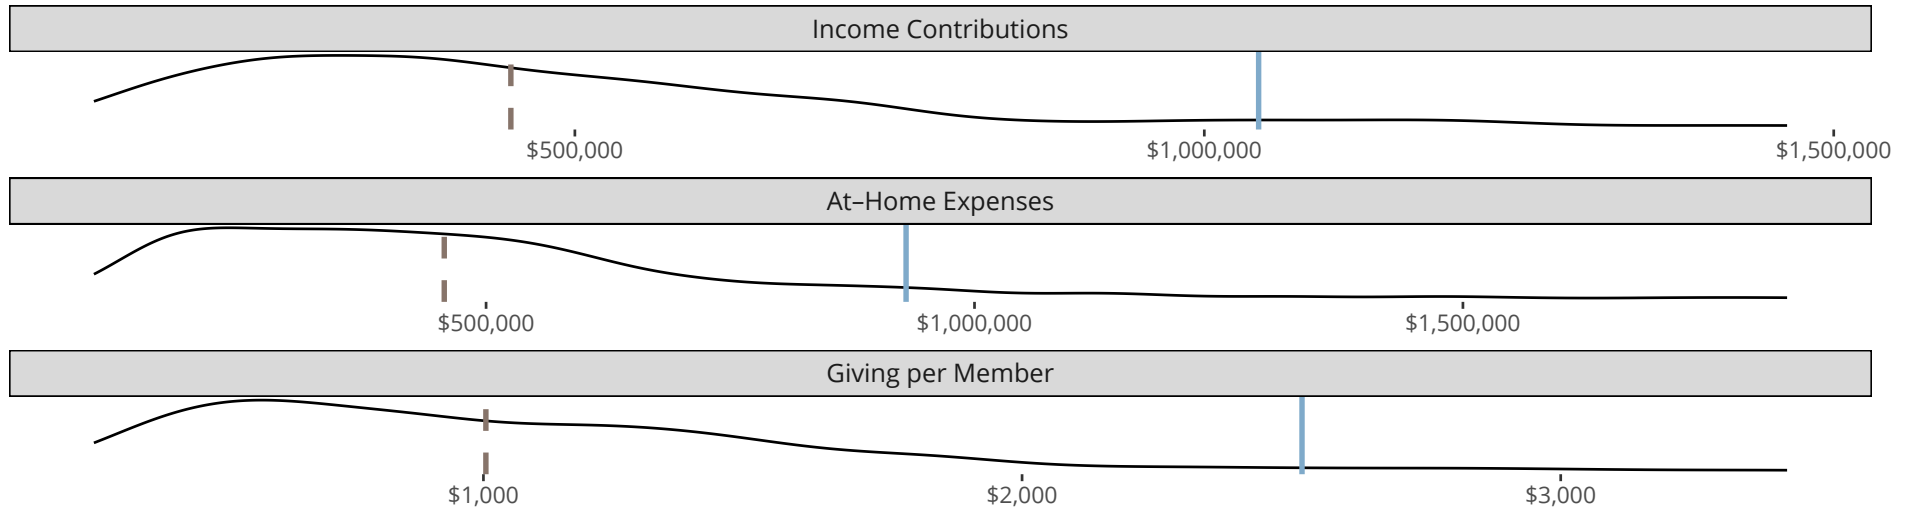 Income Contributions
$500,000 $1,000,000 $1,500,000
At–Home Expenses
$500,000 $1,000,000 $1,500,000
Giving per Member
$1,000 $2,000 $3,000